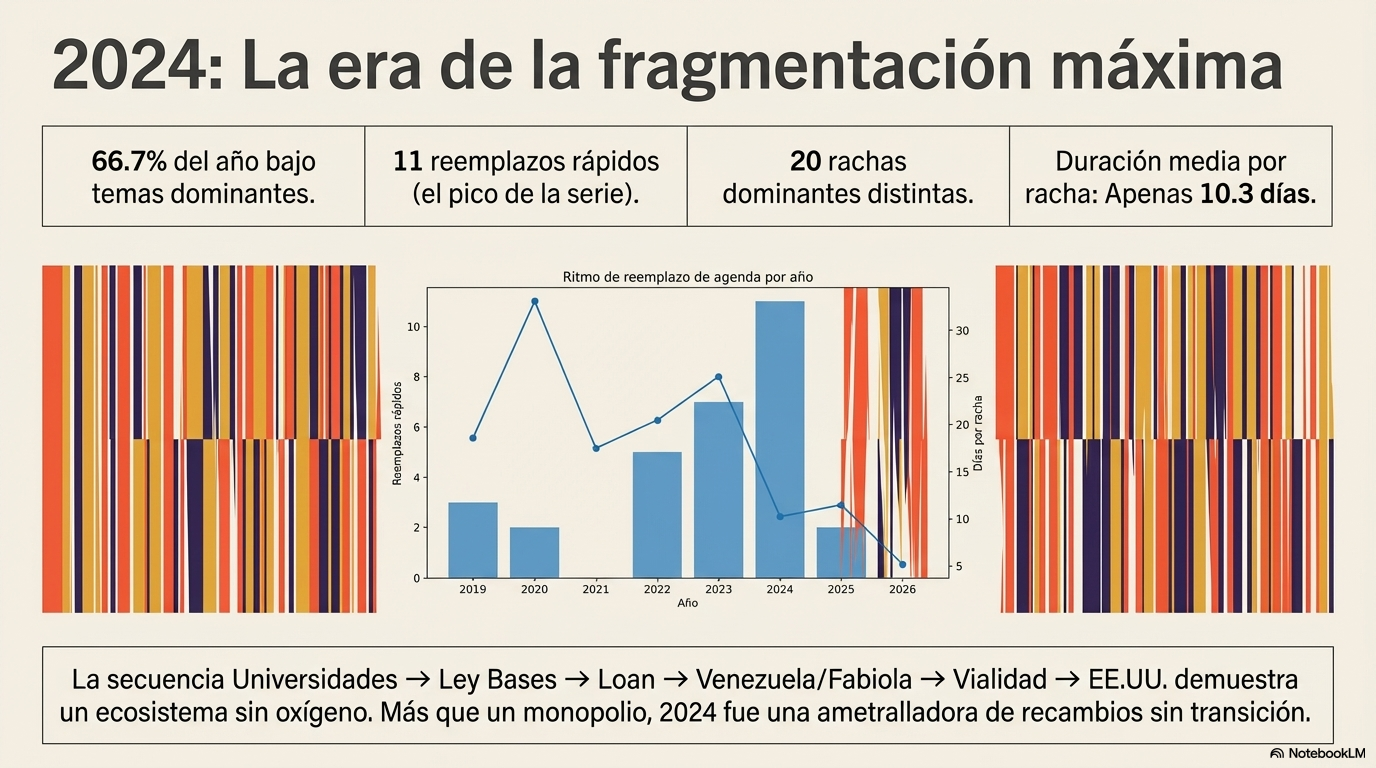 2024: La era de la fragmentación máxima
66.7% del año bajo
temas dominantes.
11 reemplazos rápidos
(el pico de la serie).
20 rachas
dominantes distintas.
Duración media por
racha: Apenas 10.3 días.
Ritmo de reemplazo de agenda por año
Reemplazos rápidos
10
8
6
4
2
0
30
25
20
15
10
5
Días por racha
2019 2020 2021 2022 2023 2024 2025 2026
Año
La secuencia Universidades → Ley Bases → Loan → Venezuela/Fabiola → Vialidad → EE.UU. demuestra
un ecosistema sin oxígeno. Más que un monopolio, 2024 fue una ametralladora de recambios sin transición.
NotebookLM